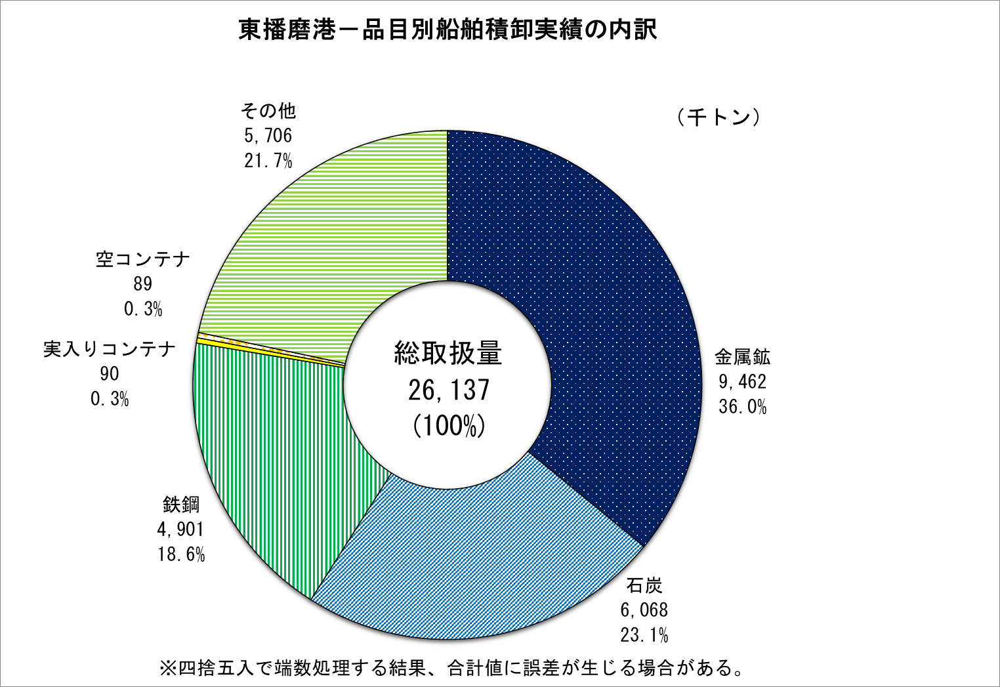 東播磨港－品目別船舶積卸実績の内訳
（千トン）
その他
5,706
21.7%
空コンテナ
89
0.3%
実入りコンテナ
90
0.3%
総取扱量
26,137
(100%)
金属鉱
9,462
36.0%
鉄鋼
4,901
18.6%
石炭
6,068
23.1%
※四捨五入で端数処理する結果、合計値に誤差が生じる場合がある。